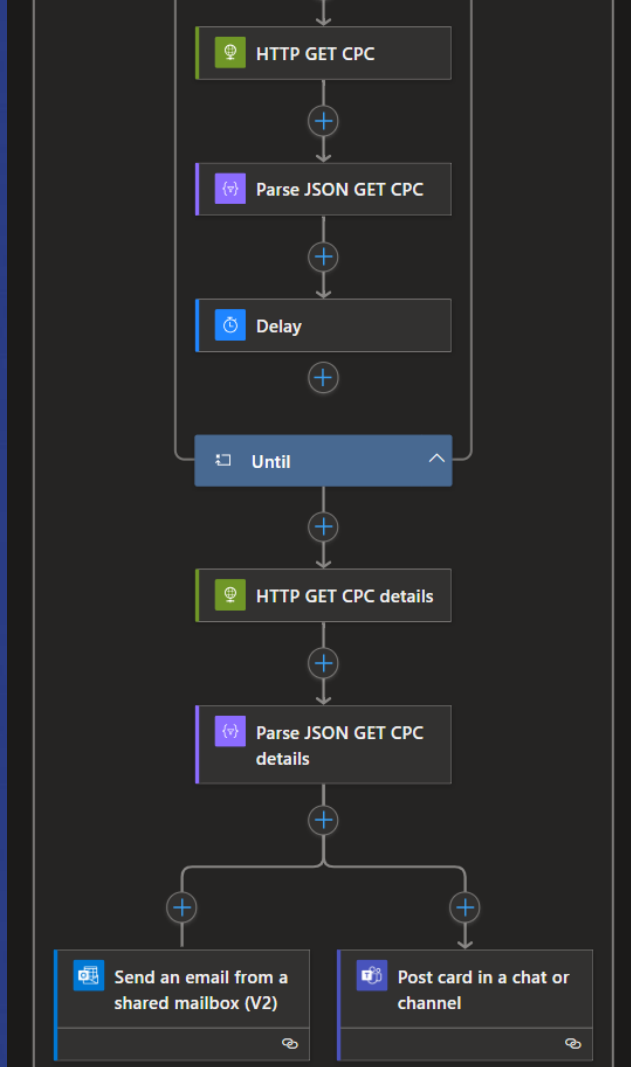 HTTP GET CPC
Parse JSON GET CPC
Delay
Until
HTTP GET CPC details
Parse JSON GET CPC
details
Send an email from a
shared mailbox (V2)
Post card in a chat or
channel